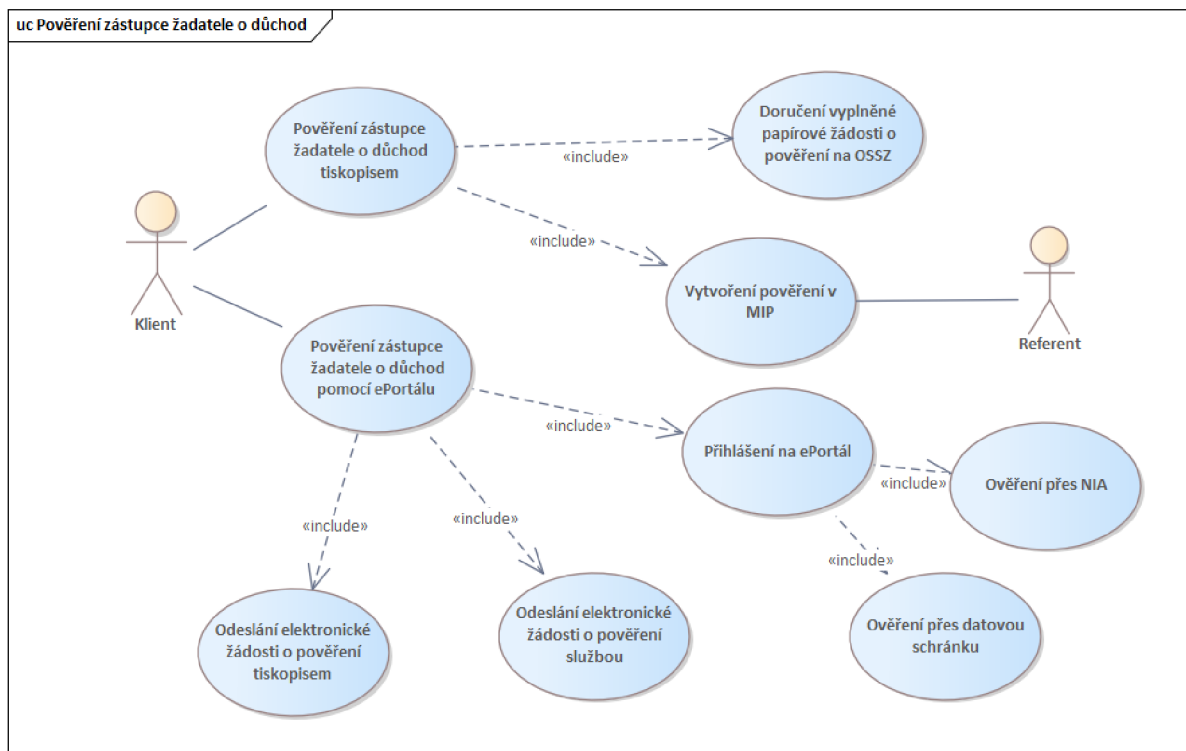 uc Pověření zástupce žadatele o důchod
Pověření zástupce
žadatele o důchod
tiskopisem
«include»
Doručení vyplněné
papírové žádosti o
pověření na OSSZ
«include»
Vytvoření pověření v
MIP
Klient
Referent
Pověření zástupce
žadatele o důchod
pomocí ePortálu
«include»
Přihlášení na ePortál
«include»
Ověření přes NIA
«include»
«include»
«include»
Odeslání elektronické
žádosti o pověření
tiskopisem
Odeslání elektronické
žádosti o pověření
službou
Ověření přes datovou
schránku